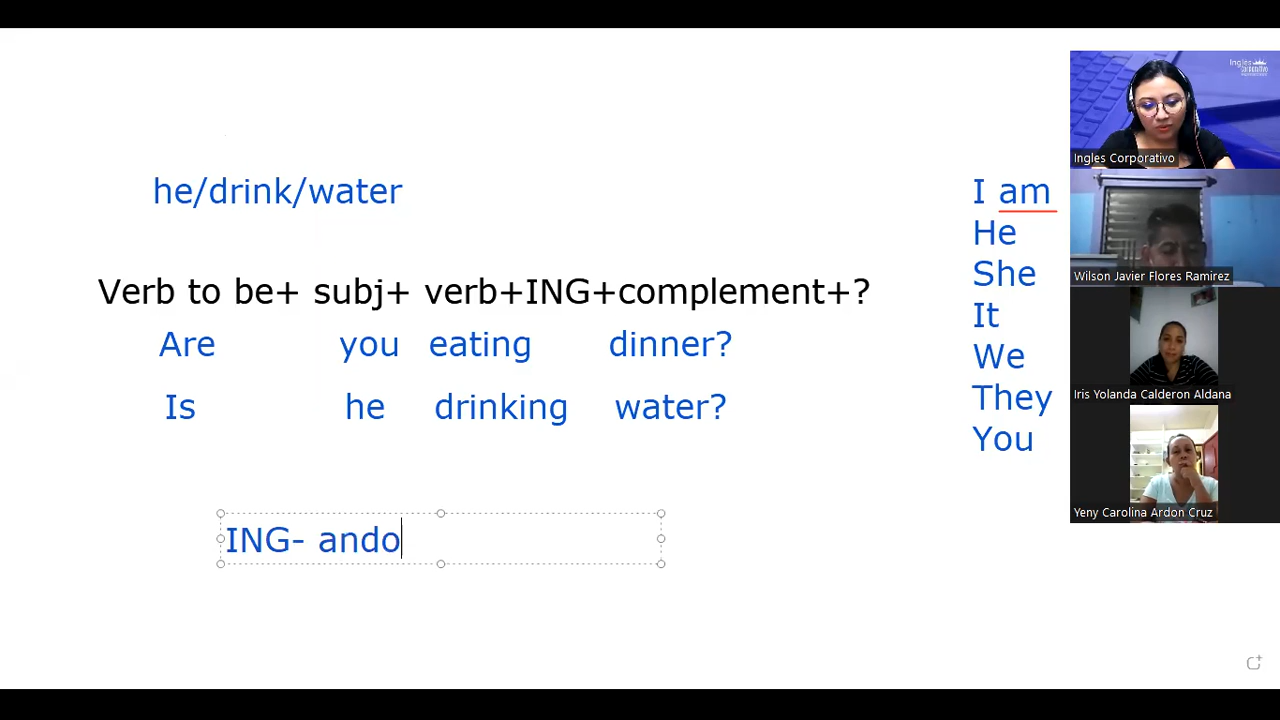 he/drink/water
Verb to be+ subj+ verb+ING+complement+?
Are you eating dinner?
Is he drinking water?
ING- ando
I am
He
She
It
We
They
You
Ingles
corporativo
Ingles Corporativo
Wilson Javier Flores Ramirez
Iris Yolanda Calderon Aldana
Yeny Carolina Ardon Cruz